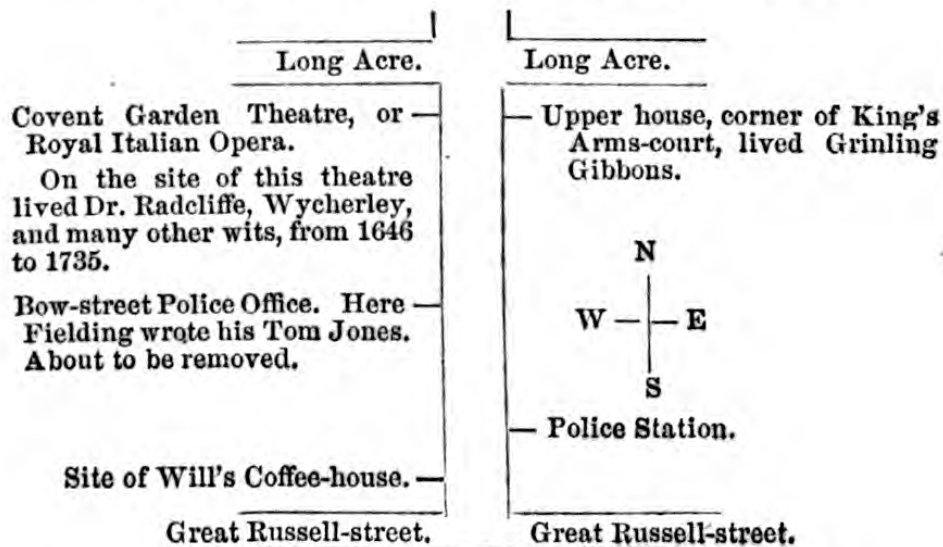 Long Acre.
Long Acre.
Covent Garden Theatre, or
Royal Italian Opera.
On the site of this theatre
lived Dr. Radcliffe, Wycherley,
and many other wits, from 1646
to 1735.
Bow-street Police Office. Here
Fielding wrote his Tom Jones.
About to be removed.
Site of Will's Coffee-house.
Great Russell-street.
Upper house, corner of King's
Arms-court, lived Grinling
Gibbons.
N
W E
S
Police Station.
Great Russell-street.